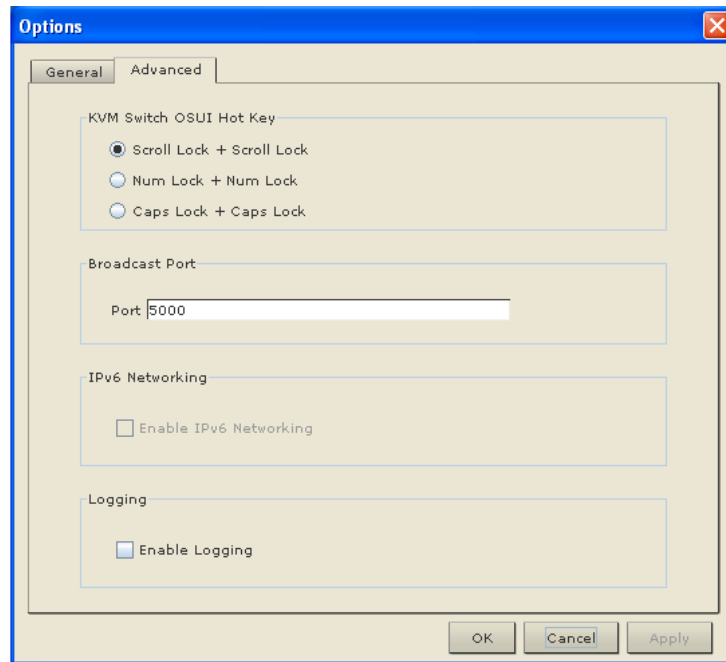 Options
General Advanced
KVM Switch OSUI Hot Key
Scroll Lock + Scroll Lock
Num Lock + Num Lock
Caps Lock + Caps Lock
Broadcast Port
Port 5000
IPv6 Networking
Enable IPv6 Networking
Logging
Enable Logging
OK Cancel Apply